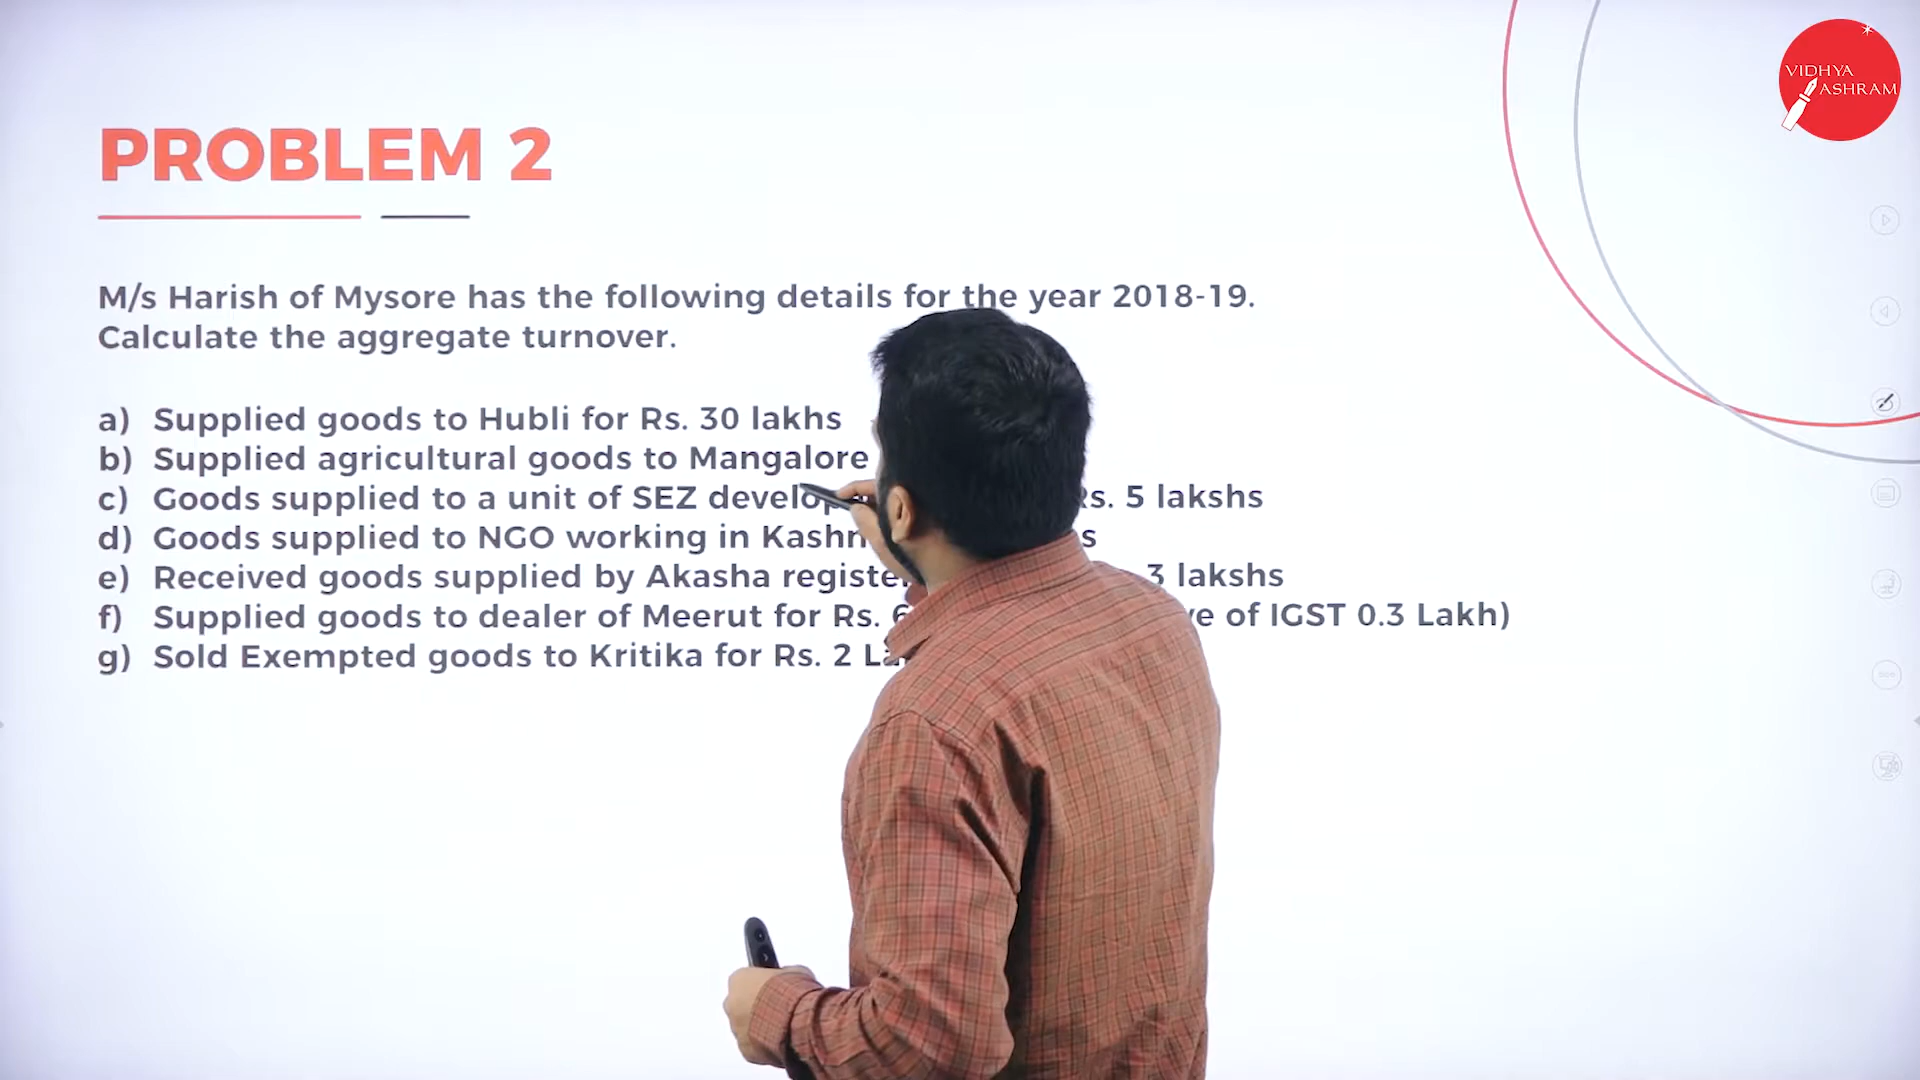 VIDHYA
ASHRAM
PROBLEM 2
M/s Harish of Mysore has the following details for the year 2018-19.
Calculate the aggregate turnover.
a) Supplied goods to Hubli for Rs. 30 lakhs
b) Supplied agricultural goods to Mangalore
c) Goods supplied to a unit of SEZ Rs. 5 lakshs
d) Goods supplied to NGO working in
e) Received goods supplied by Akasha 3 lakshs
f) Supplied goods to dealer of Meerut for Rs. of IGST 0.3 Lakh)
g) Sold Exempted goods to Kritika for Rs. 2